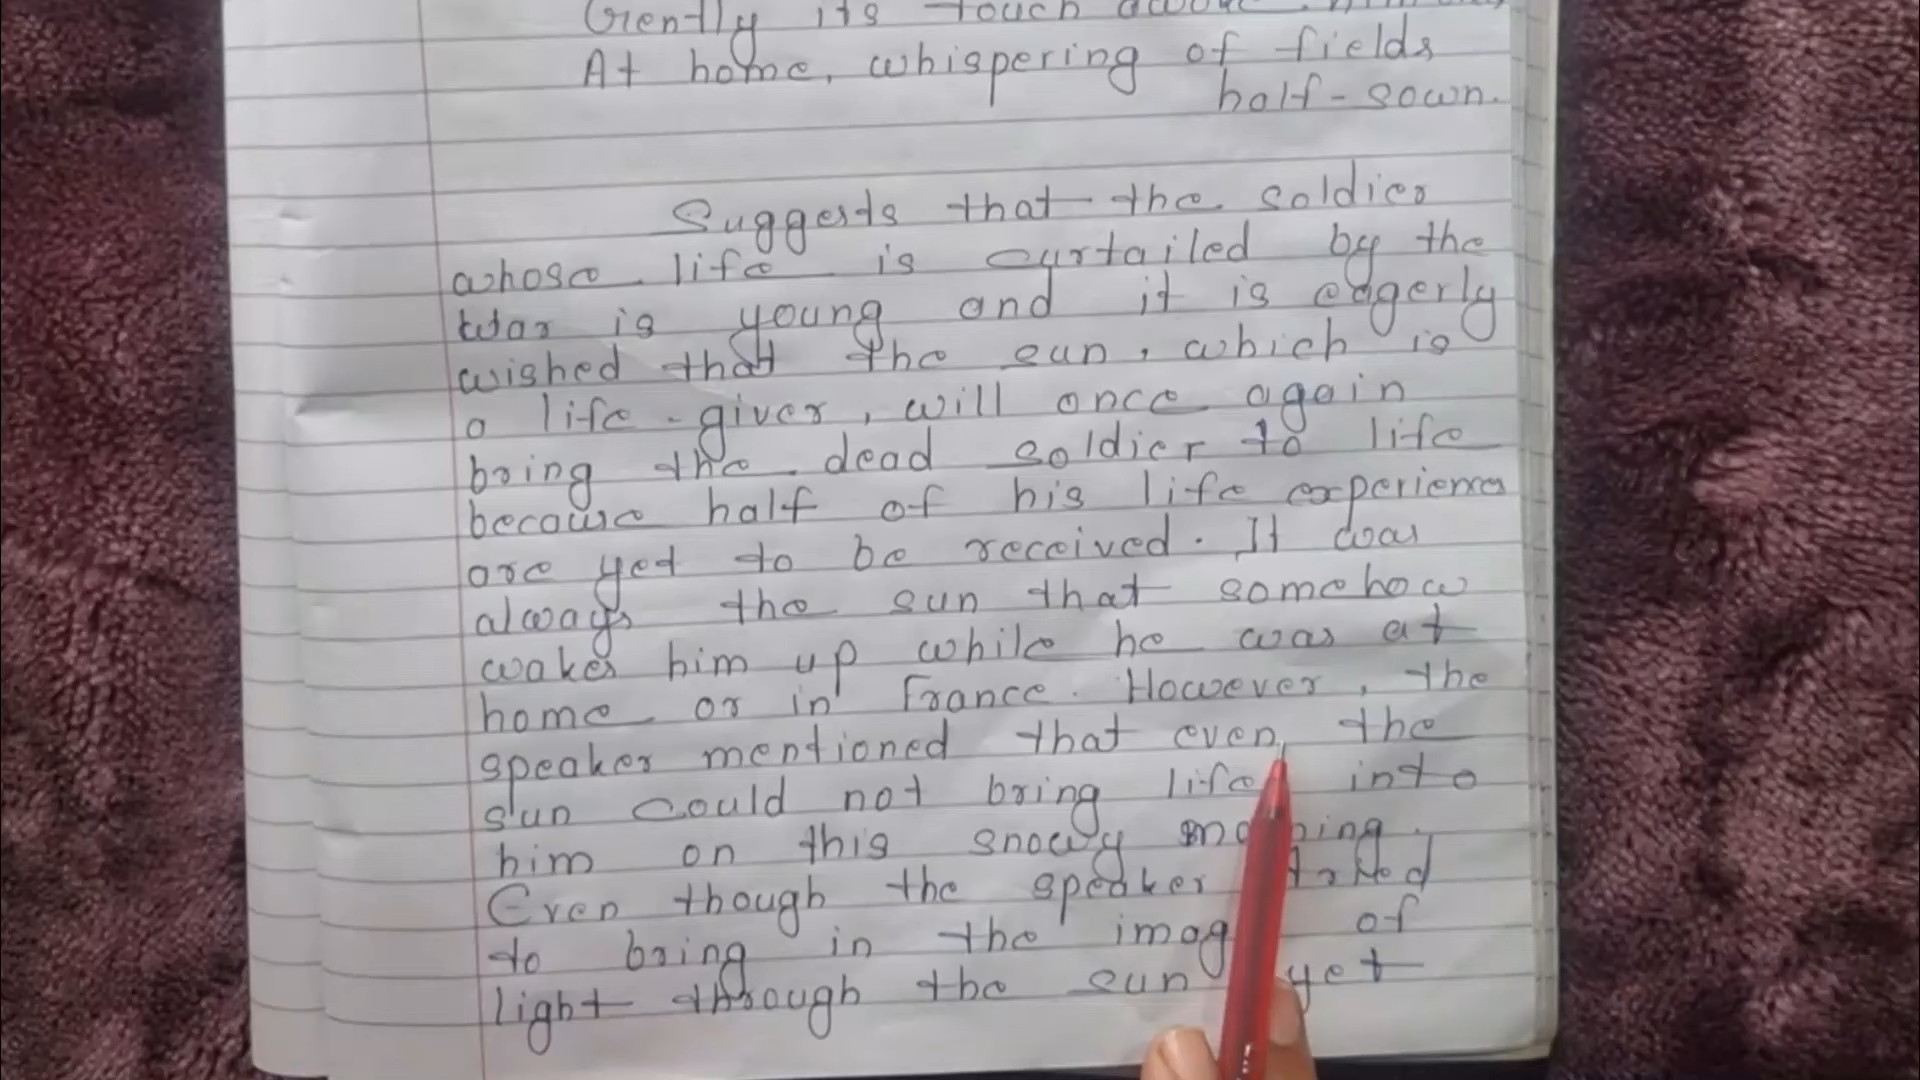 Gently its touch
At home, whispering of fields
half-sown.
Suggests that the soldier
whose life is curtailed by the
war is young and it is eagerly
wished that the sun, which is
a life-giver, will once again
bring the dead soldier to life
because half of his life experiences
are yet to be received. It was
always the sun that somehow
wakes him up while he was at
home or in France. However, the
speaker mentioned that even the
sun could not bring life into
him on this snowy
Even though the speaker
to bring in the of
light through the sun yet